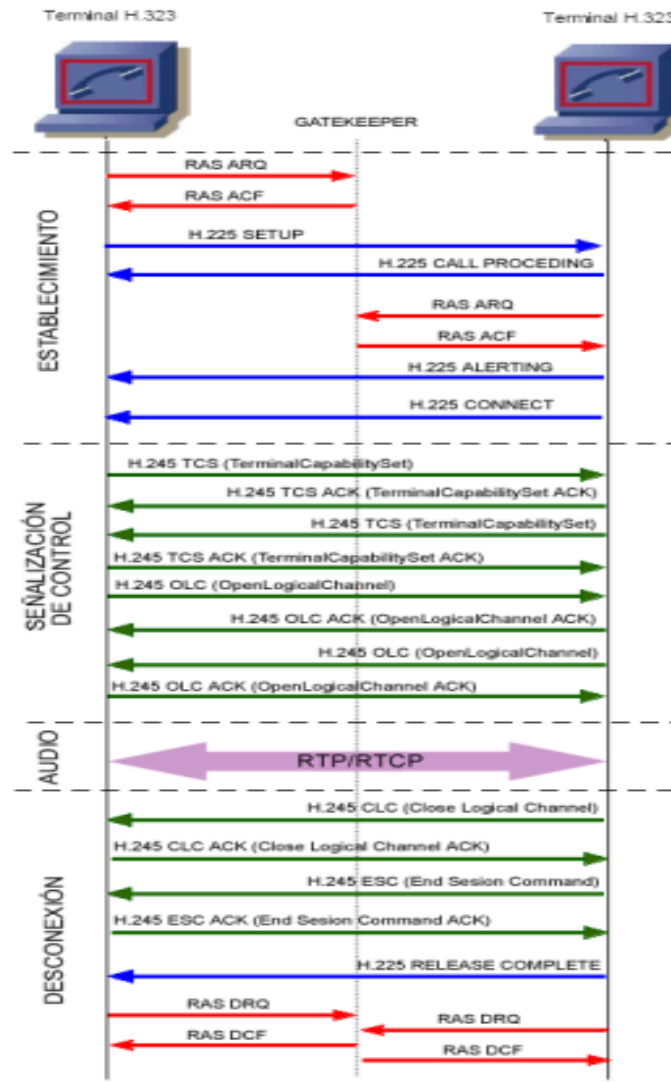 Terminal H.323
Terminal H.323
GATEKEEPER
ESTABLECIMIENTO
RAS ARQ
RAS ACF
H.225 SETUP
H.225 CALL PROCEDING
RAS ARQ
RAS ACF
H.225 ALERTING
H.225 CONNECT
SEÑALIZACIÓN
DE CONTROL
H.245 TCS (TerminalCapabilitySet)
H.245 TCS ACK (TerminalCapabilitySet ACK)
H.245 TCS (TerminalCapabilitySet)
H.245 TCS ACK (TerminalCapabilitySet ACK)
H.245 OLC (OpenLogicalChannel)
H.245 OLC ACK (OpenLogicalChannel ACK)
H.245 OLC (OpenLogicalChannel)
H.245 OLC ACK (OpenLogicalChannel ACK)
AUDIO
RTP/RTCP
DESCONEXIÓN
H.245 CLC (Close Logical Channel)
H.245 CLC ACK (Close Logical Channel ACK)
H.245 ESC (End Sesion Command)
H.245 ESC ACK (End Sesion Command ACK)
H.225 RELEASE COMPLETE
RAS DRQ
RAS DRQ
RAS DCF
RAS DCF